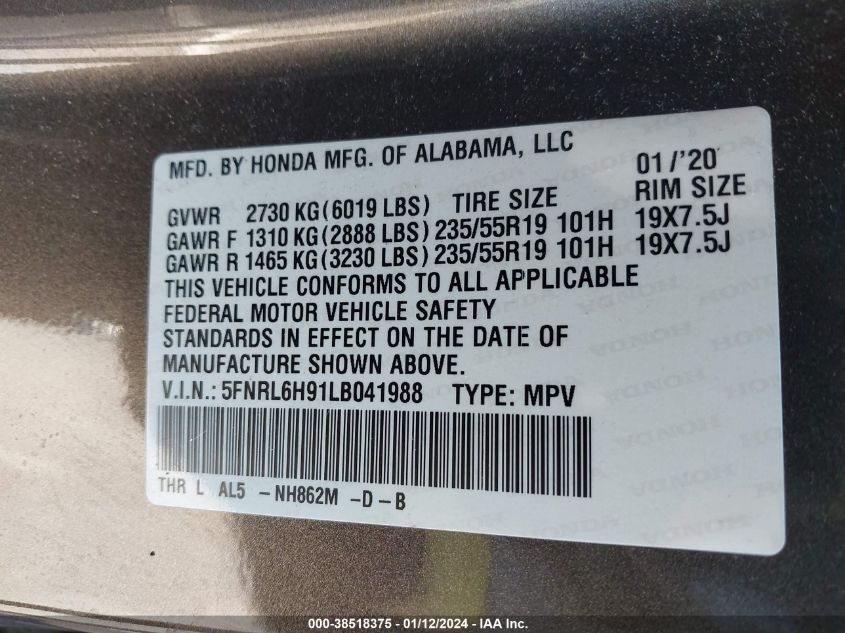 MFD. BY HONDA MFG. OF ALABAMA, LLC 01/'20
GVWR 2730 KG(6019 LBS) TIRE SIZE RIM SIZE
GAWR F 1310 KG(2888 LBS) 235/55R19 101H 19X7.5J
GAWR R 1465 KG(3230 LBS) 235/55R19 101H 19X7.5J
THIS VEHICLE CONFORMS TO ALL APPLICABLE
FEDERAL MOTOR VEHICLE SAFETY
STANDARDS IN EFFECT ON THE DATE OF
MANUFACTURE SHOWN ABOVE.
V.I.N.: 5FNRL6H91LB041988 TYPE: MPV
THR L AL5 -NH862M -D-B
000-38518375 - 01/12/2024 - IAA Inc.